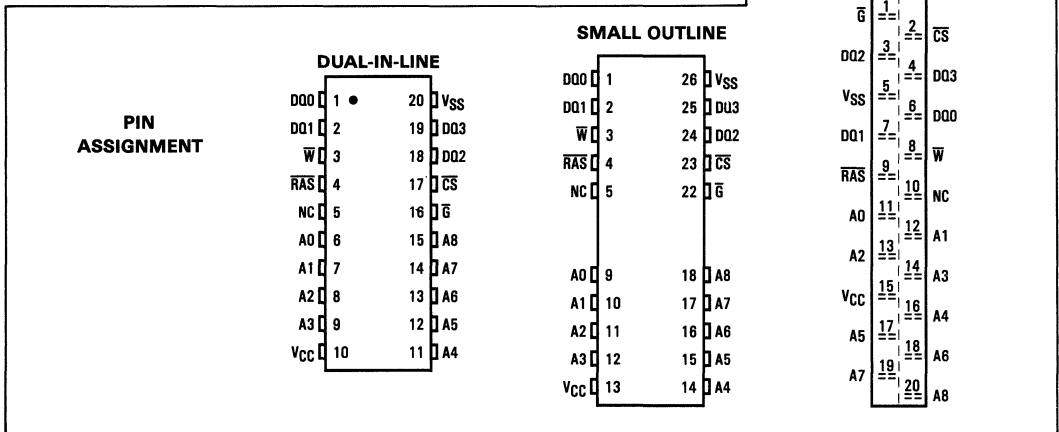 PIN
ASSIGNMENT
DUAL-IN-LINE
DQ0 1 20 VSS
DQ1 2 19 DQ3
W̅ 3 18 DQ2
R̅A̅S̅ 4 17 C̅S̅
NC 5 16 G̅
A0 6 15 A8
A1 7 14 A7
A2 8 13 A6
A3 9 12 A5
VCC 10 11 A4
SMALL OUTLINE
DQ0 1 26 VSS
DQ1 2 25 DQ3
W̅ 3 24 DQ2
R̅A̅S̅ 4 23 C̅S̅
NC 5 22 G̅
A0 9 18 A8
A1 10 17 A7
A2 11 16 A6
A3 12 15 A5
VCC 13 14 A4
G̅ 1
2 C̅S̅
DQ2 3
4 DQ3
VSS 5
6 DQ0
DQ1 7
8 W̅
R̅A̅S̅ 9
10 NC
A0 11
12 A1
A2 13
14 A3
VCC 15
16 A4
A5 17
18 A6
A7 19
20 A8